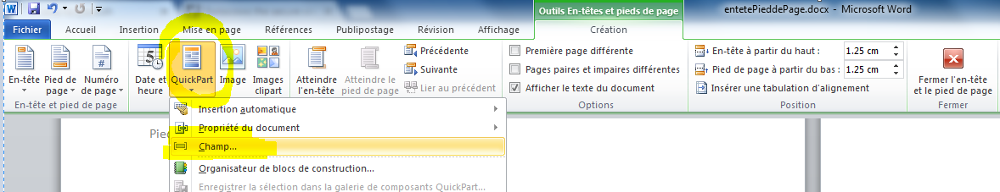 Outils En-têtes et pieds de page
entetePieddePage.docx - Microsoft Word
Fichier Accueil Insertion Mise en page Références Publipostage Révision Affichage Création
En-tête
Pied de page
Numéro de page
En-tête et pied de page
Date et heure
QuickPart
Image
Images clipart
Atteindre l'en-tête
Atteindre le pied de page
Précédente
Suivante
Lier au précédent
Première page différente
Pages paires et impaires différentes
Afficher le texte du document
Options
En-tête à partir du haut : 1.25 cm
Pied de page à partir du bas : 1.25 cm
Insérer une tabulation d'alignement
Position
Fermer l'en-tête et le pied de page
Fermer
Insertion automatique
Propriété du document
Champ...
Organisateur de blocs de construction...
Enregistrer la sélection dans la galerie de composants QuickPart...
Pied